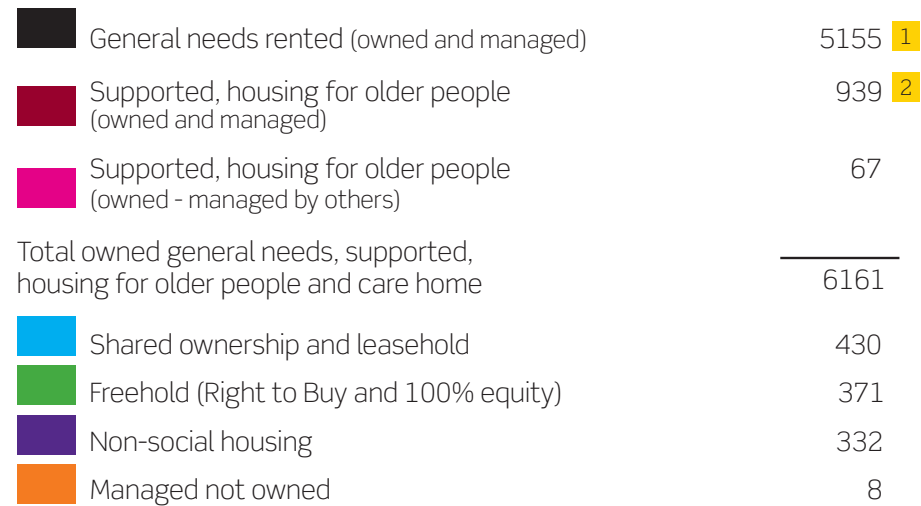 General needs rented (owned and managed) 5155 1
Supported, housing for older people 939 2
(owned and managed)
Supported, housing for older people 67
(owned - managed by others)
Total owned general needs, supported,
housing for older people and care home 6161
Shared ownership and leasehold 430
Freehold (Right to Buy and 100% equity) 371
Non-social housing 332
Managed not owned 8